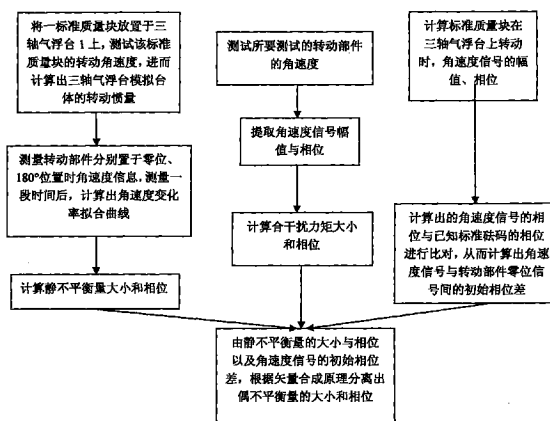 将一标准质量块放置于三
轴气浮台1上，测试该标准
质量块的转动角速度，进而
计算出三轴气浮台模拟台
体的转动惯量
测量转动部件分别置于零位、
180°位置时角速度信息，测量一
段时间后，计算出角速度变化
率拟合曲线
计算静不平衡量大小和相位
测试所要测试的转动部件
的角速度
提取角速度信号幅
值与相位
计算合干扰力矩大小
和相位
计算标准质量块在
三轴气浮台上转动
时，角速度信号的幅
值、相位
计算出的角速度信号的相
位与已知标准砝码的相位
进行比对，从而计算出角速
度信号与转动部件零位信
号间的初始相位差
由静不平衡量的大小与相位
以及角速度信号的初始相位
差，根据矢量合成原理分离出
偶不平衡量的大小和相位